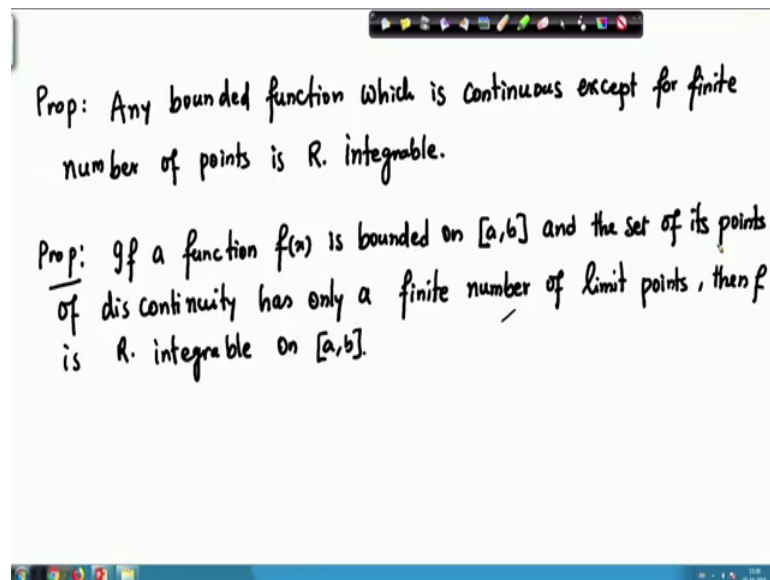 Prop: Any bounded function which is continuous except for finite
number of points is R. integrable.
Prop: If a function f(x) is bounded on [a,b] and the set of its points
of discontinuity has only a finite number of limit points, then f
is R. integrable on [a,b].
15:09